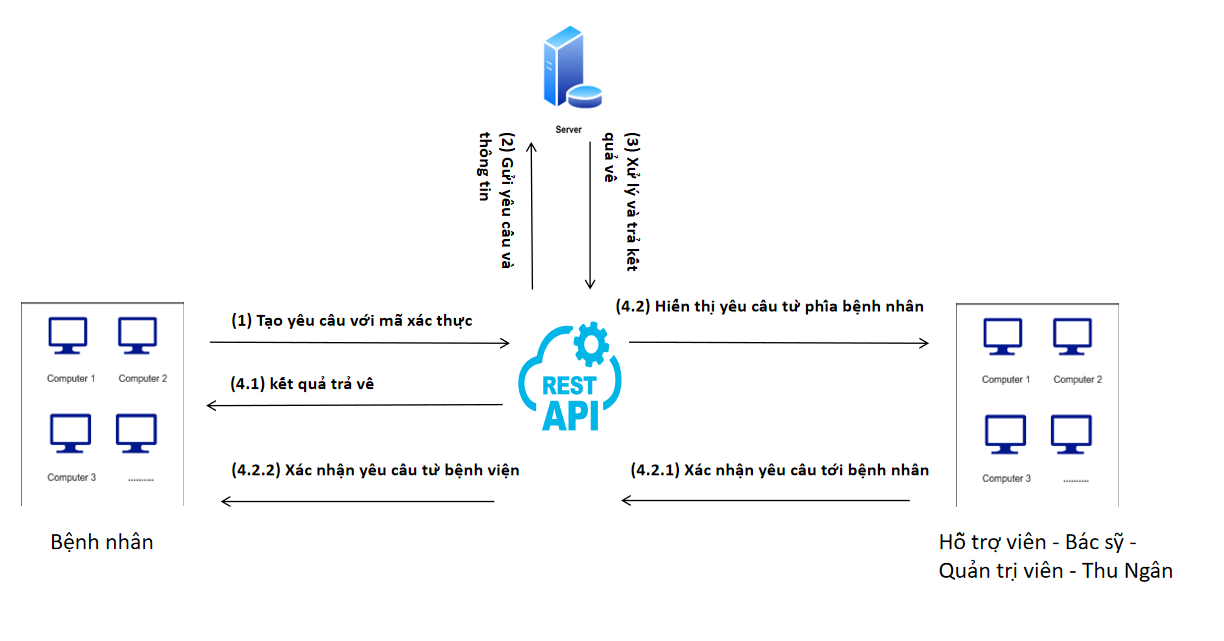 Server
(2) Gửi yêu cầu và
thông tin
(3) Xử lý và trả kết
quả về
(4.2) Hiển thị yêu cầu từ phía bệnh nhân
(1) Tạo yêu cầu với mã xác thực
Computer 1
Computer 2
(4.1) kết quả trả về
REST
API
Computer 1
Computer 2
(4.2.2) Xác nhận yêu cầu từ bệnh viện
(4.2.1) Xác nhận yêu cầu tới bệnh nhân
Computer 3
..........
Computer 3
..........
Bệnh nhân
Hỗ trợ viên - Bác sỹ -
Quản trị viên - Thu Ngân